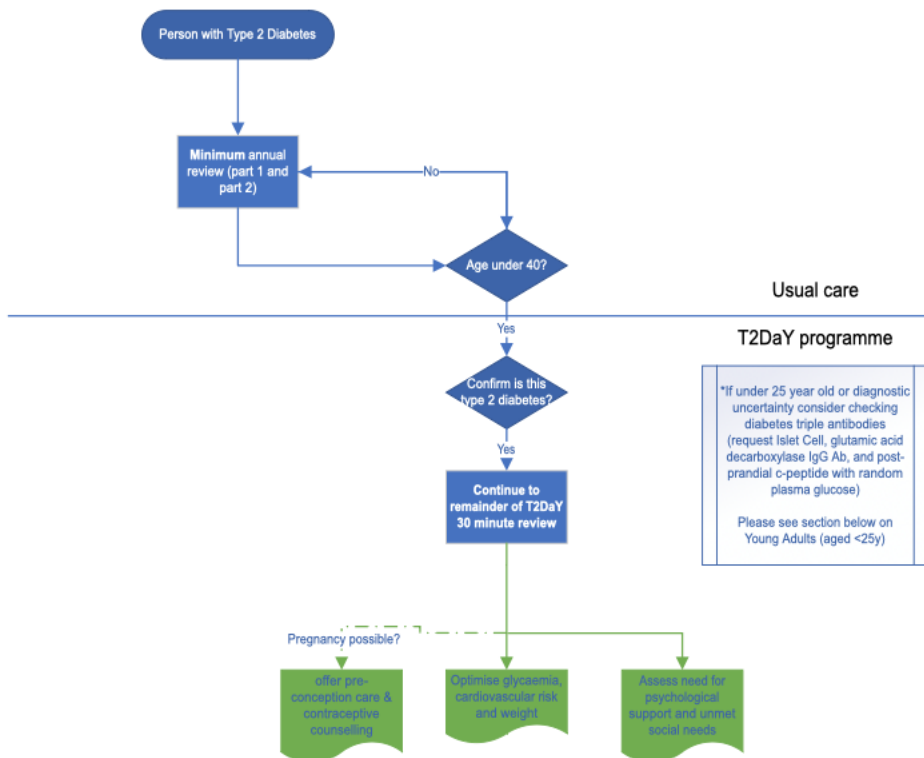 Person with Type 2 Diabetes
Minimum annual
review (part 1 and
part 2)
No
Age under 40?
Usual care
Yes
T2DaY programme
Confirm is this
type 2 diabetes?
*If under 25 year old or diagnostic
uncertainty consider checking
diabetes triple antibodies
(request Islet Cell, glutamic acid
decarboxylase IgG Ab, and post-
prandial c-peptide with random
plasma glucose)
Please see section below on
Young Adults (aged <25y)
Yes
Continue to
remainder of T2DaY
30 minute review
Pregnancy possible?
offer pre-
conception care &
contraceptive
counselling
Optimise glycaemia,
cardiovascular risk
and weight
Assess need for
psychological
support and unmet
social needs